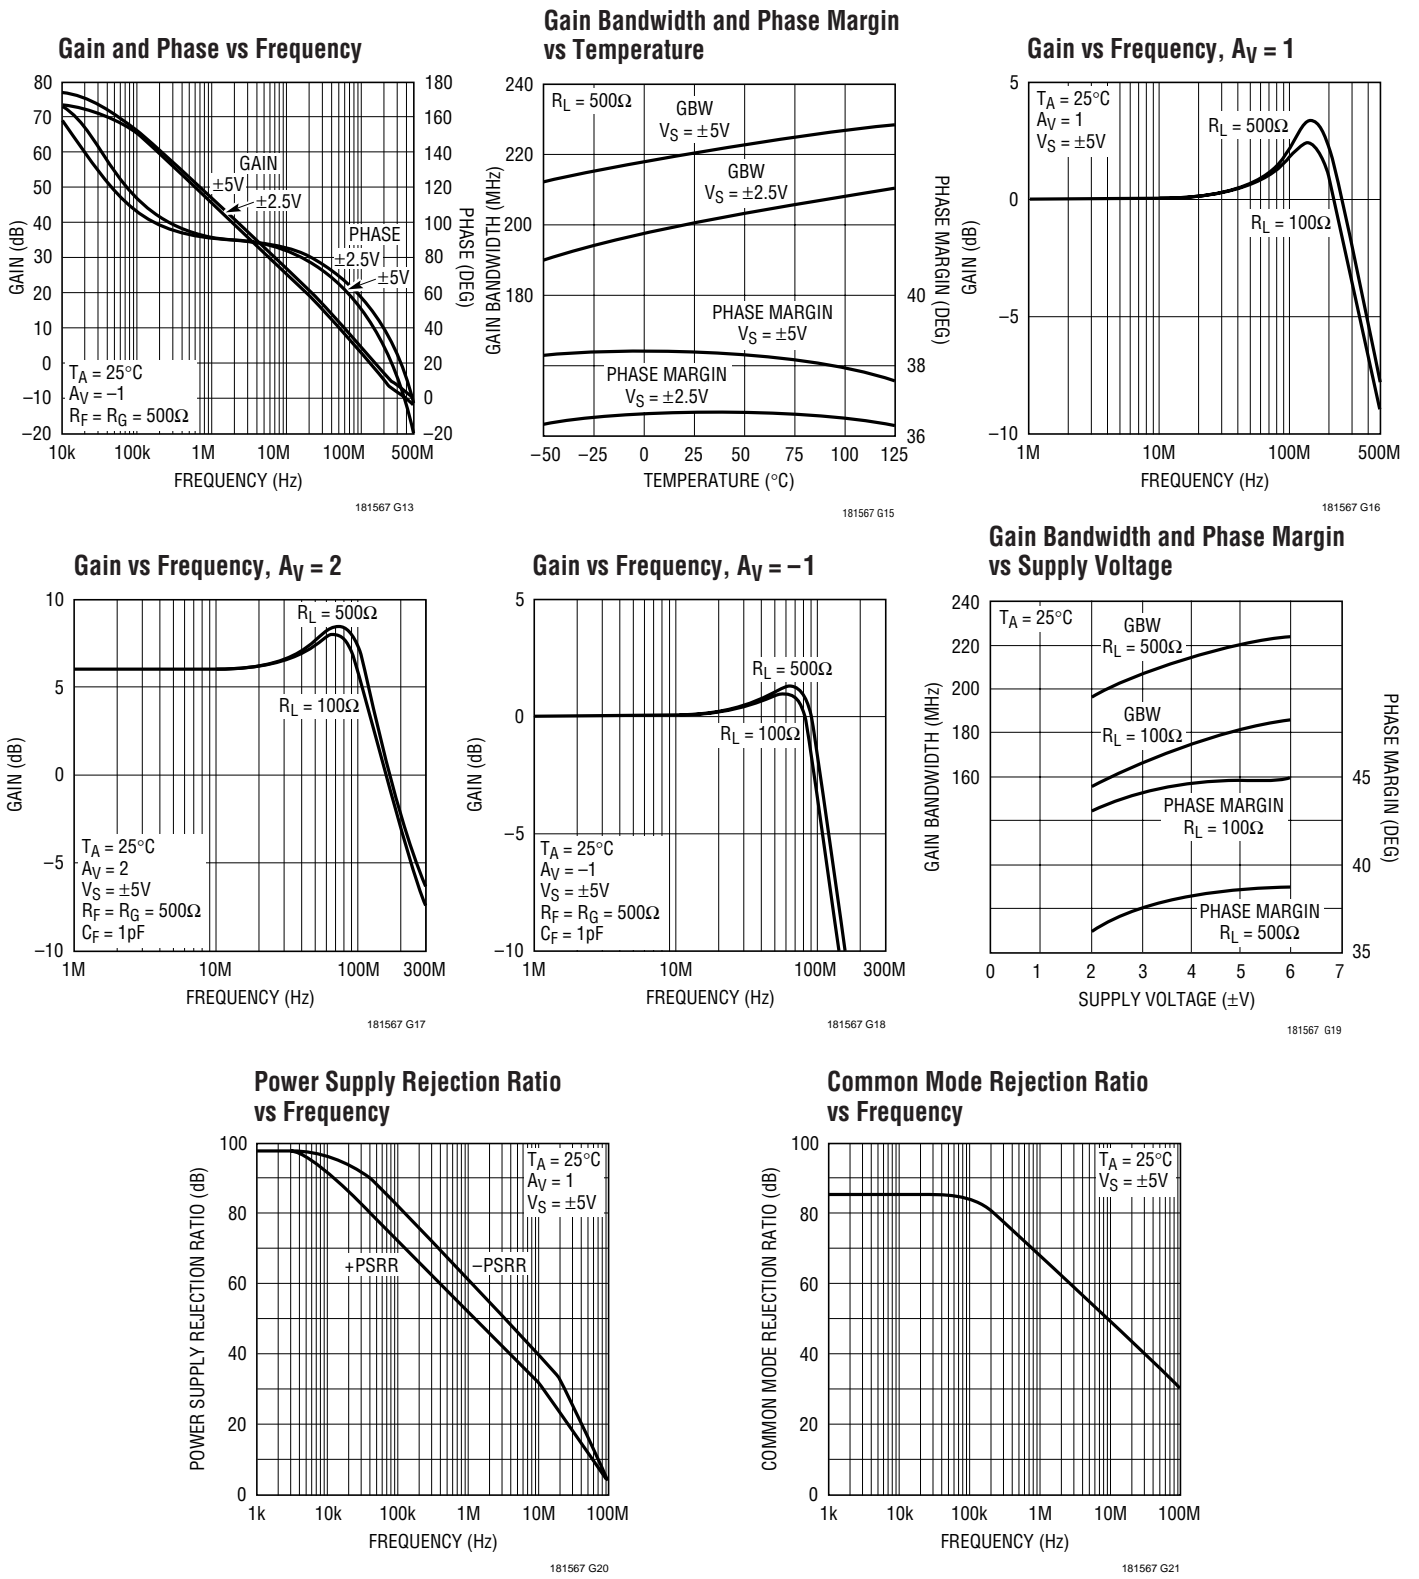 Gain and Phase vs Frequency
80
70
60
50
40
30
20
10
0
–10
–20
180
160
140
120
100
80
60
40
20
0
–20
GAIN (dB)
PHASE (DEG)
GAIN
±5V
±2.5V
PHASE
±2.5V
±5V
TA = 25°C
AV = –1
RF = RG = 500Ω
10k 100k 1M 10M 100M 500M
FREQUENCY (Hz)
181567 G13
Gain Bandwidth and Phase Margin
vs Temperature
240
220
200
180
40
38
36
GAIN BANDWIDTH (MHz)
PHASE MARGIN (DEG)
RL = 500Ω
GBW
VS = ±5V
GBW
VS = ±2.5V
PHASE MARGIN
VS = ±5V
PHASE MARGIN
VS = ±2.5V
–50 –25 0 25 50 75 100 125
TEMPERATURE (°C)
181567 G15
Gain vs Frequency, AV = 1
5
0
–5
–10
GAIN (dB)
TA = 25°C
AV = 1
VS = ±5V
RL = 500Ω
RL = 100Ω
1M 10M 100M 500M
FREQUENCY (Hz)
181567 G16
Gain vs Frequency, AV = 2
10
5
0
–5
–10
GAIN (dB)
RL = 500Ω
RL = 100Ω
TA = 25°C
AV = 2
VS = ±5V
RF = RG = 500Ω
CF = 1pF
1M 10M 100M 300M
FREQUENCY (Hz)
181567 G17
Gain vs Frequency, AV = –1
5
0
–5
–10
GAIN (dB)
RL = 500Ω
RL = 100Ω
TA = 25°C
AV = –1
VS = ±5V
RF = RG = 500Ω
CF = 1pF
1M 10M 100M 300M
FREQUENCY (Hz)
181567 G18
Gain Bandwidth and Phase Margin
vs Supply Voltage
240
220
200
180
160
45
40
35
GAIN BANDWIDTH (MHz)
PHASE MARGIN (DEG)
TA = 25°C
GBW
RL = 500Ω
GBW
RL = 100Ω
PHASE MARGIN
RL = 100Ω
PHASE MARGIN
RL = 500Ω
0 1 2 3 4 5 6 7
SUPPLY VOLTAGE (±V)
181567 G19
Power Supply Rejection Ratio
vs Frequency
100
80
60
40
20
0
POWER SUPPLY REJECTION RATIO (dB)
TA = 25°C
AV = 1
VS = ±5V
+PSRR
–PSRR
1k 10k 100k 1M 10M 100M
FREQUENCY (Hz)
181567 G20
Common Mode Rejection Ratio
vs Frequency
100
80
60
40
20
0
COMMON MODE REJECTION RATIO (dB)
TA = 25°C
VS = ±5V
1k 10k 100k 1M 10M 100M
FREQUENCY (Hz)
181567 G21